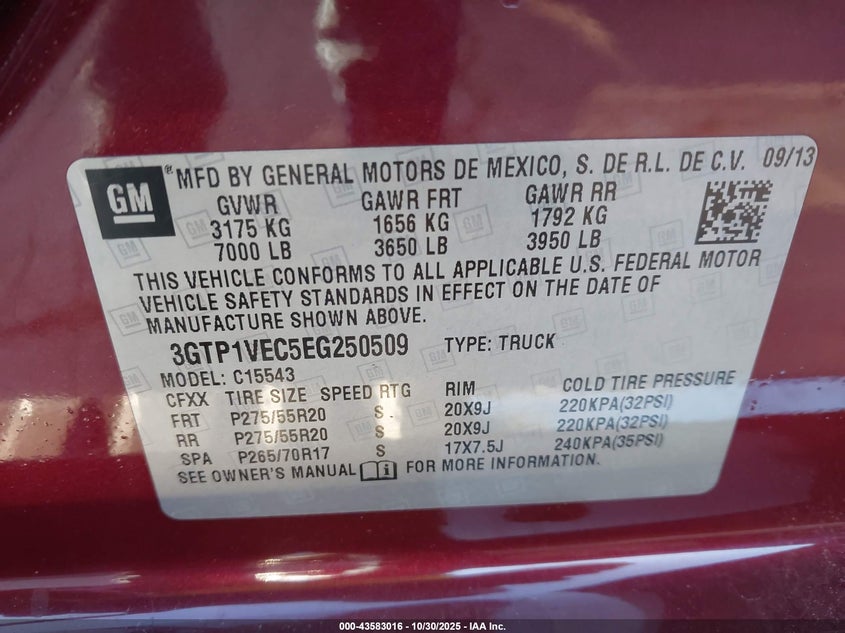 GM ® MFD BY GENERAL MOTORS DE MEXICO, S. DE R.L. DE C.V. 09/13
GVWR GAWR FRT GAWR RR
3175 KG 1656 KG 1792 KG
7000 LB 3650 LB 3950 LB
THIS VEHICLE CONFORMS TO ALL APPLICABLE U.S. FEDERAL MOTOR
VEHICLE SAFETY STANDARDS IN EFFECT ON THE DATE OF
MANUFACTURE SHOWN ABOVE.
3GTP1VEC5EG250509 TYPE: TRUCK
MODEL: C15543
CFXX TIRE SIZE SPEED RTG RIM COLD TIRE PRESSURE
FRT P275/55R20 S 20X9J 220KPA(32PSI)
RR P275/55R20 S 20X9J 220KPA(32PSI)
SPA P265/70R17 S 17X7.5J 240KPA(35PSI)
SEE OWNER'S MANUAL FOR MORE INFORMATION.
000-43583016 - 10/30/2025 - IAA Inc.